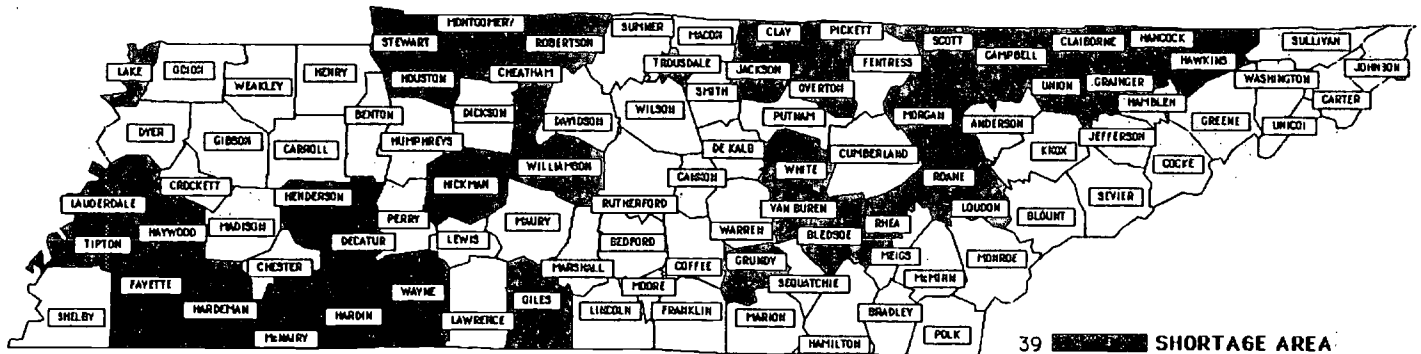 MONTGOMERY
SUMNER
MACON
CLAY
PICKETT
SCOTT
CLAIBORNE
HANCOCK
SULLIVAN
STEWART
ROBERTSON
CAMPBELL
HAWKINS
JOHNSON
LAKE
OBION
WEAKLEY
HENRY
HOUSTON
CHEATHAM
TROUSDALE
JACKSON
FENTRESS
UNION
GRAINGER
WASHINGTON
SMITH
OVERTON
HAMBLEN
CARTER
DYER
GIBSON
CARROLL
BENTON
HUMPHREYS
DICKSON
DAVIDSON
WILSON
PUTNAM
MORGAN
ANDERSON
JEFFERSON
GREENE
UNICOI
DE KALB
CUMBERLAND
KNOX
COCKE
CROCKETT
HENDERSON
HICKMAN
WILLIAMSON
CANNON
WHITE
ROANE
SEVIER
LAUDERDALE
HAYWOOD
MADISON
PERRY
MAURY
RUTHERFORD
VAN BUREN
LOUDON
BLOUNT
TIPTON
DECATUR
LEWIS
BEDFORD
WARREN
BLEDSOE
RHEA
MEIGS
MONROE
FAYETTE
CHESTER
WAYNE
MARSHALL
COFFEE
GRUNDY
SEQUATCHIE
McMINN
SHELBY
HARDEMAN
HARDIN
GILES
MOORE
McNAIRY
LAWRENCE
LINCOLN
FRANKLIN
MARION
HAMILTON
BRADLEY
POLK
39 SHORTAGE AREA